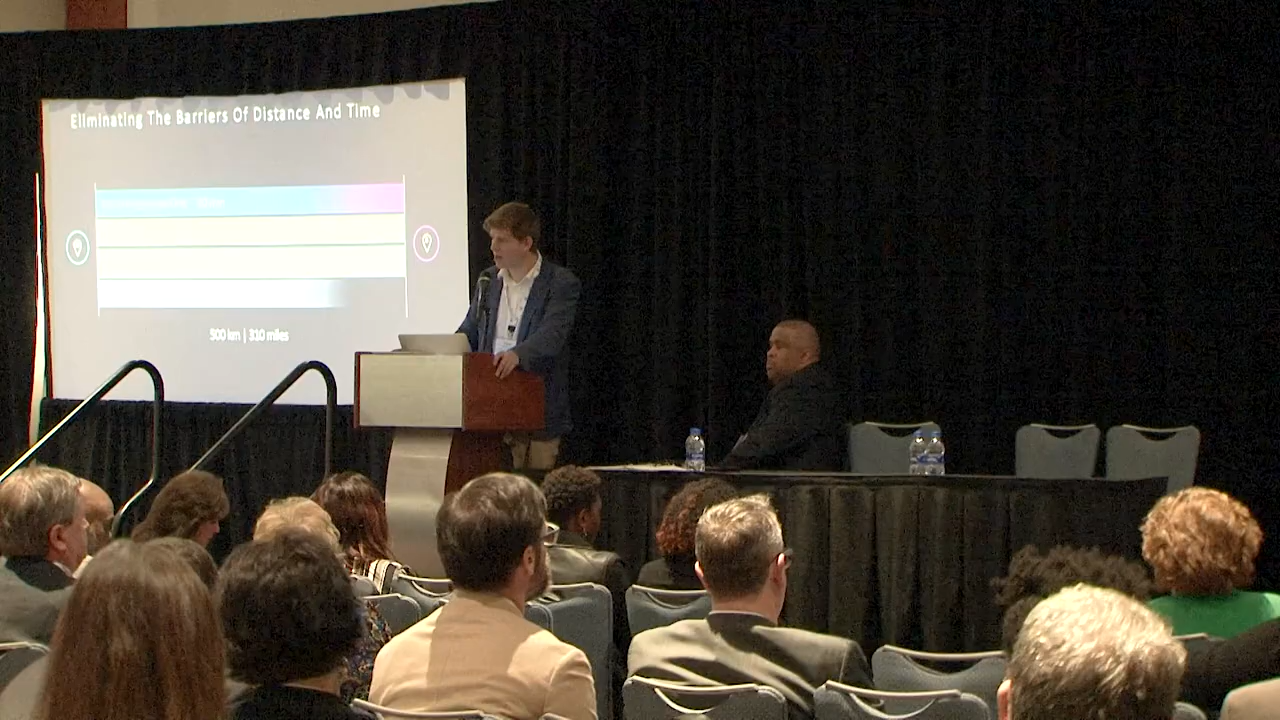 Eliminating The Barriers Of Distance And Time
500 km | 310 miles